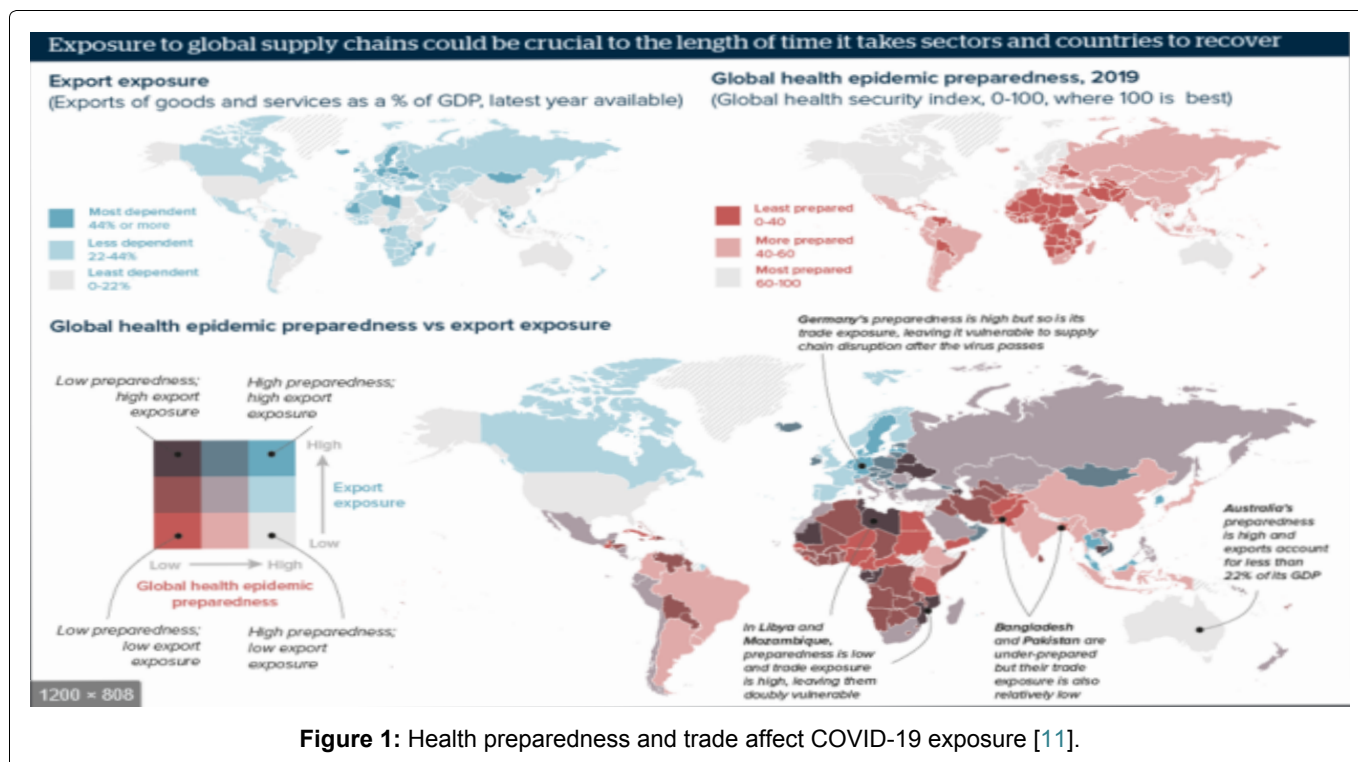 Exposure to global supply chains could be crucial to the length of time it takes sectors and countries to recover
Export exposure
(Exports of goods and services as a % of GDP, latest year available)
Most dependent
44% or more
Less dependent
22-44%
Least dependent
0-22%
Global health epidemic preparedness, 2019
(Global health security index, 0-100, where 100 is best)
Least prepared
0-40
More prepared
40-60
Most prepared
60-100
Global health epidemic preparedness vs export exposure
Low preparedness;
high export
exposure
High preparedness;
high export
exposure
High
Export
exposure
Low
Low
High
Global health epidemic
preparedness
Low preparedness;
low export
exposure
High preparedness;
low export
exposure
Germany's preparedness is high but so is its
trade exposure, leaving it vulnerable to supply
chain disruption after the virus passes
Australia's
preparedness
is high and
exports account
for less than
22% of its GDP
In Libya and
Mozambique,
preparedness is low
and trade exposure
is high, leaving them
doubly vulnerable
Bangladesh
and Pakistan are
under-prepared
but their trade
exposure is also
relatively low
1200 × 808
Figure 1: Health preparedness and trade affect COVID-19 exposure [11].